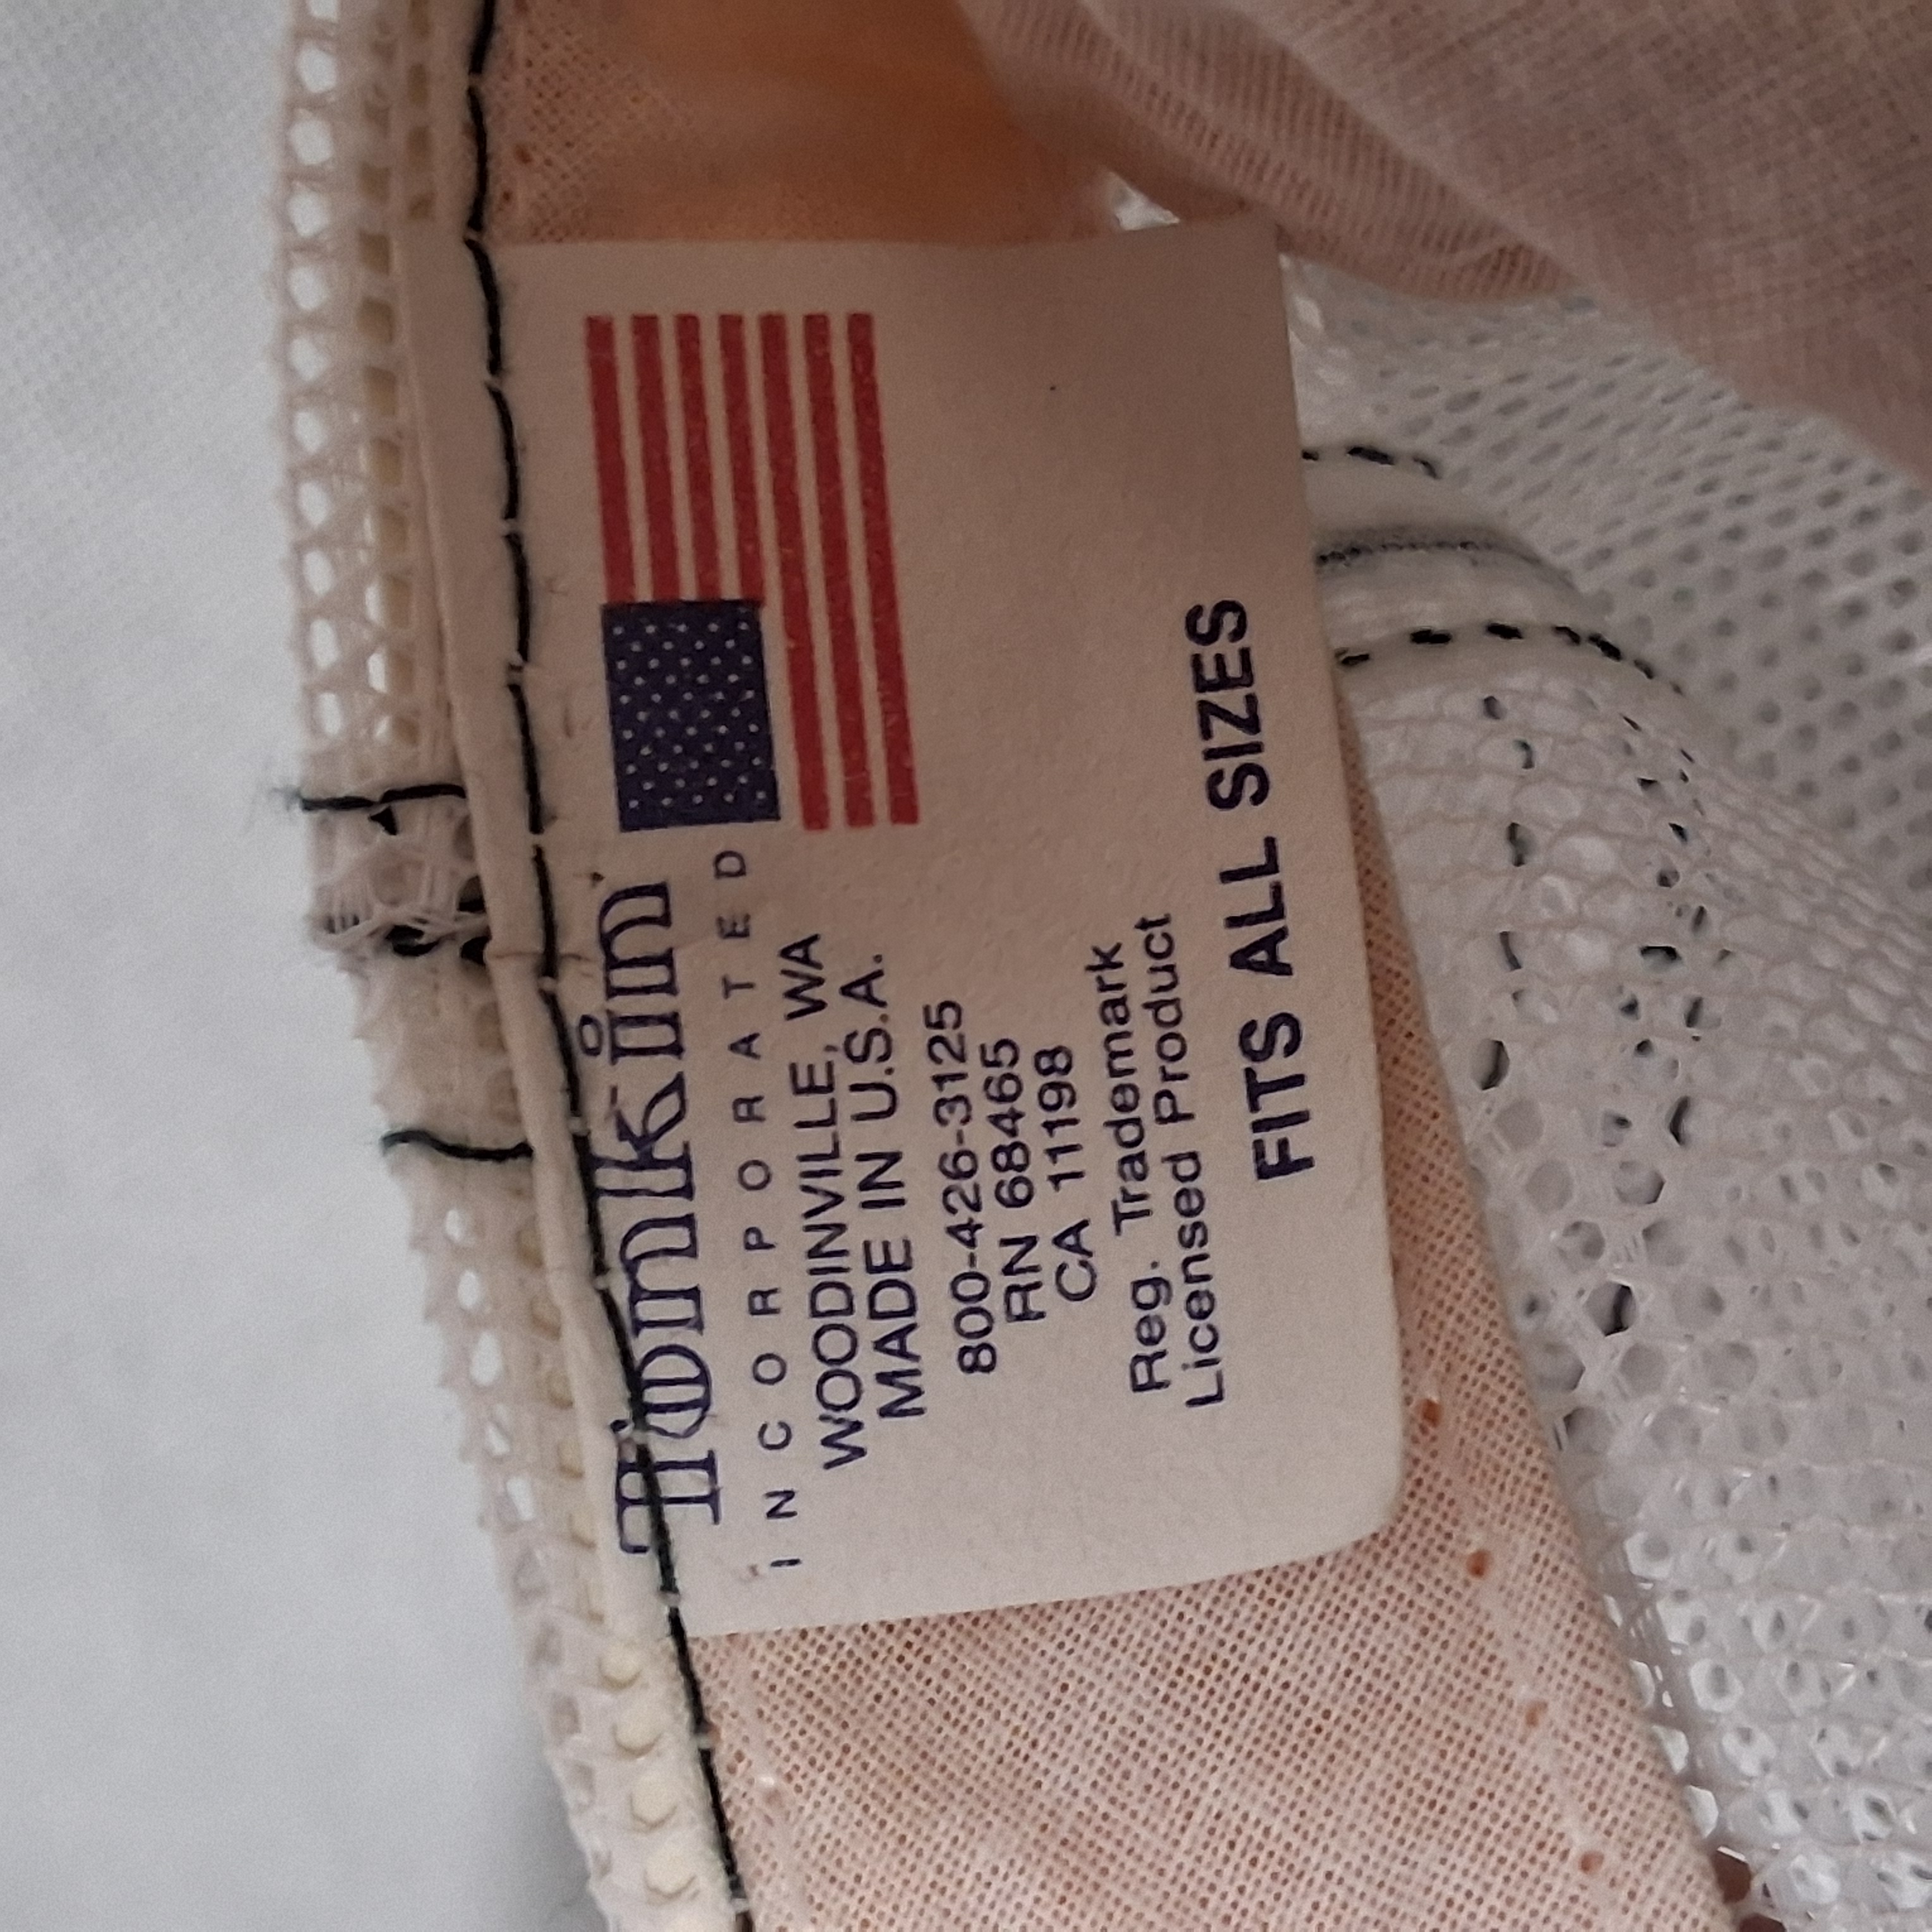 INCORPORATED
WOODINVILLE, WA
MADE IN U.S.A.
800-426-3125
RN 68465
CA 11198
Reg. Trademark
Licensed Product
FITS ALL SIZES